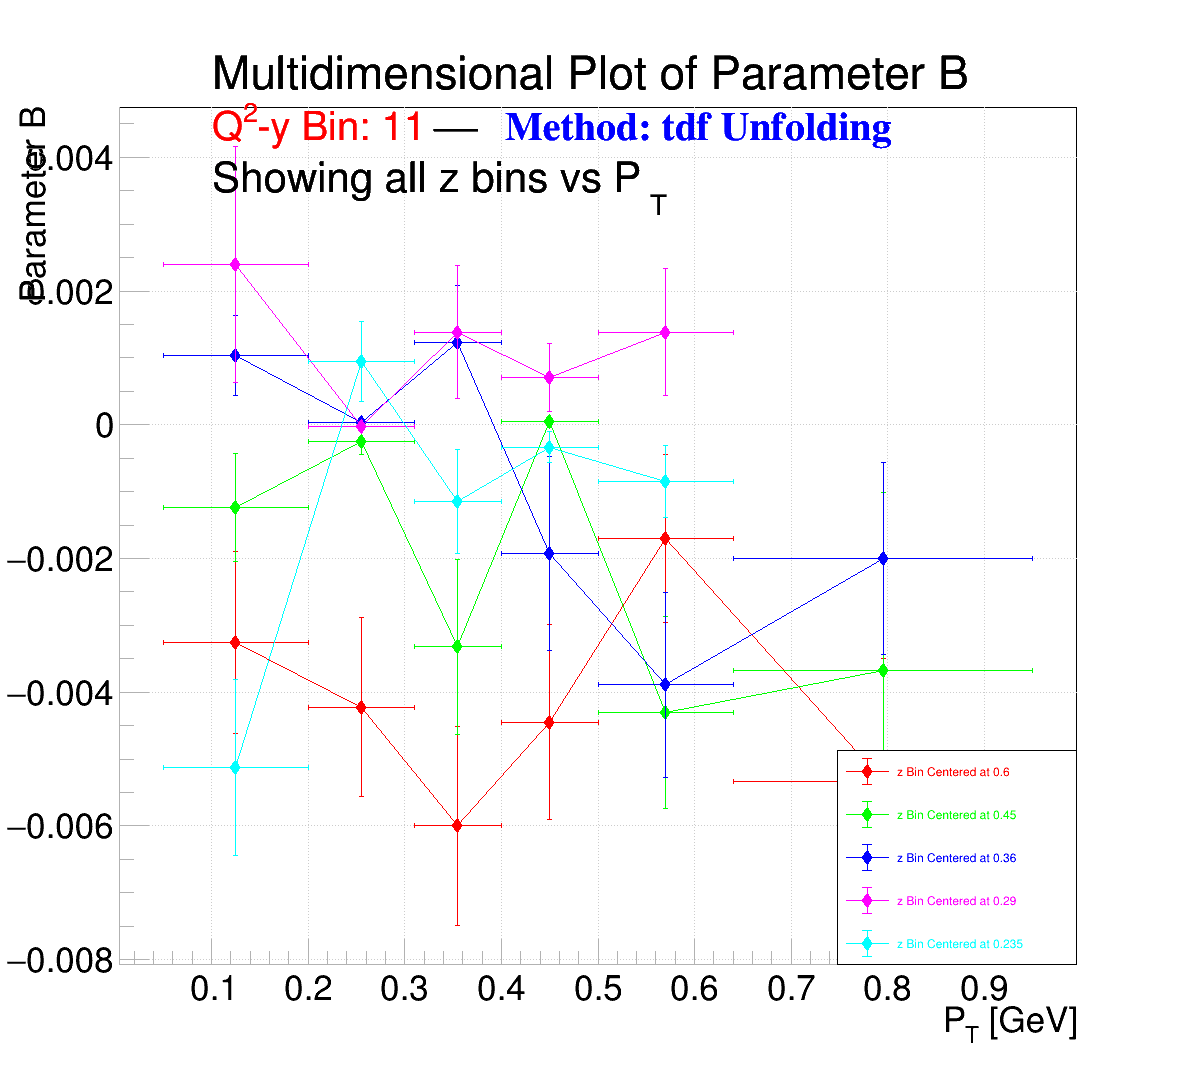 Multidimensional Plot of Parameter B
Q²-y Bin: 11 — Method: tdf Unfolding
Showing all z bins vs P_T
Parameter B
0.004
0.002
0
−0.002
−0.004
−0.006
−0.008
z Bin Centered at 0.6
z Bin Centered at 0.45
z Bin Centered at 0.36
z Bin Centered at 0.29
z Bin Centered at 0.235
0.1 0.2 0.3 0.4 0.5 0.6 0.7 0.8 0.9
P_T [GeV]